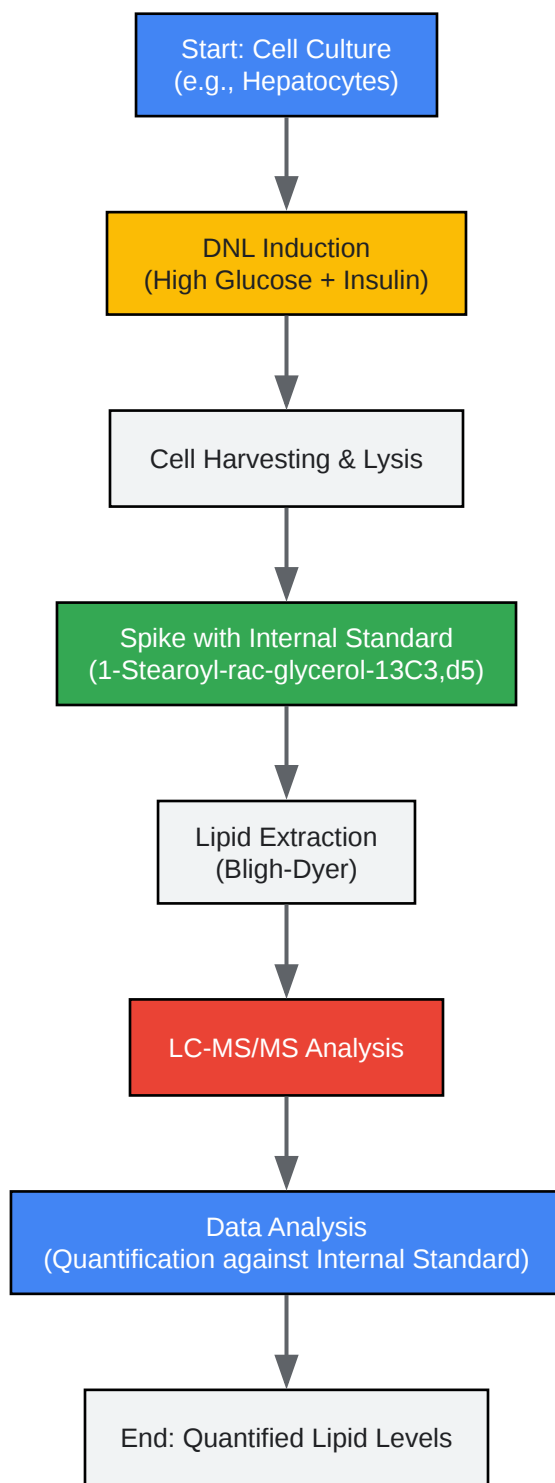 Start: Cell Culture
(e.g., Hepatocytes)
DNL Induction
(High Glucose + Insulin)
Cell Harvesting & Lysis
Spike with Internal Standard
(1-Stearoyl-rac-glycerol-13C3,d5)
Lipid Extraction
(Bligh-Dyer)
LC-MS/MS Analysis
Data Analysis
(Quantification against Internal Standard)
End: Quantified Lipid Levels